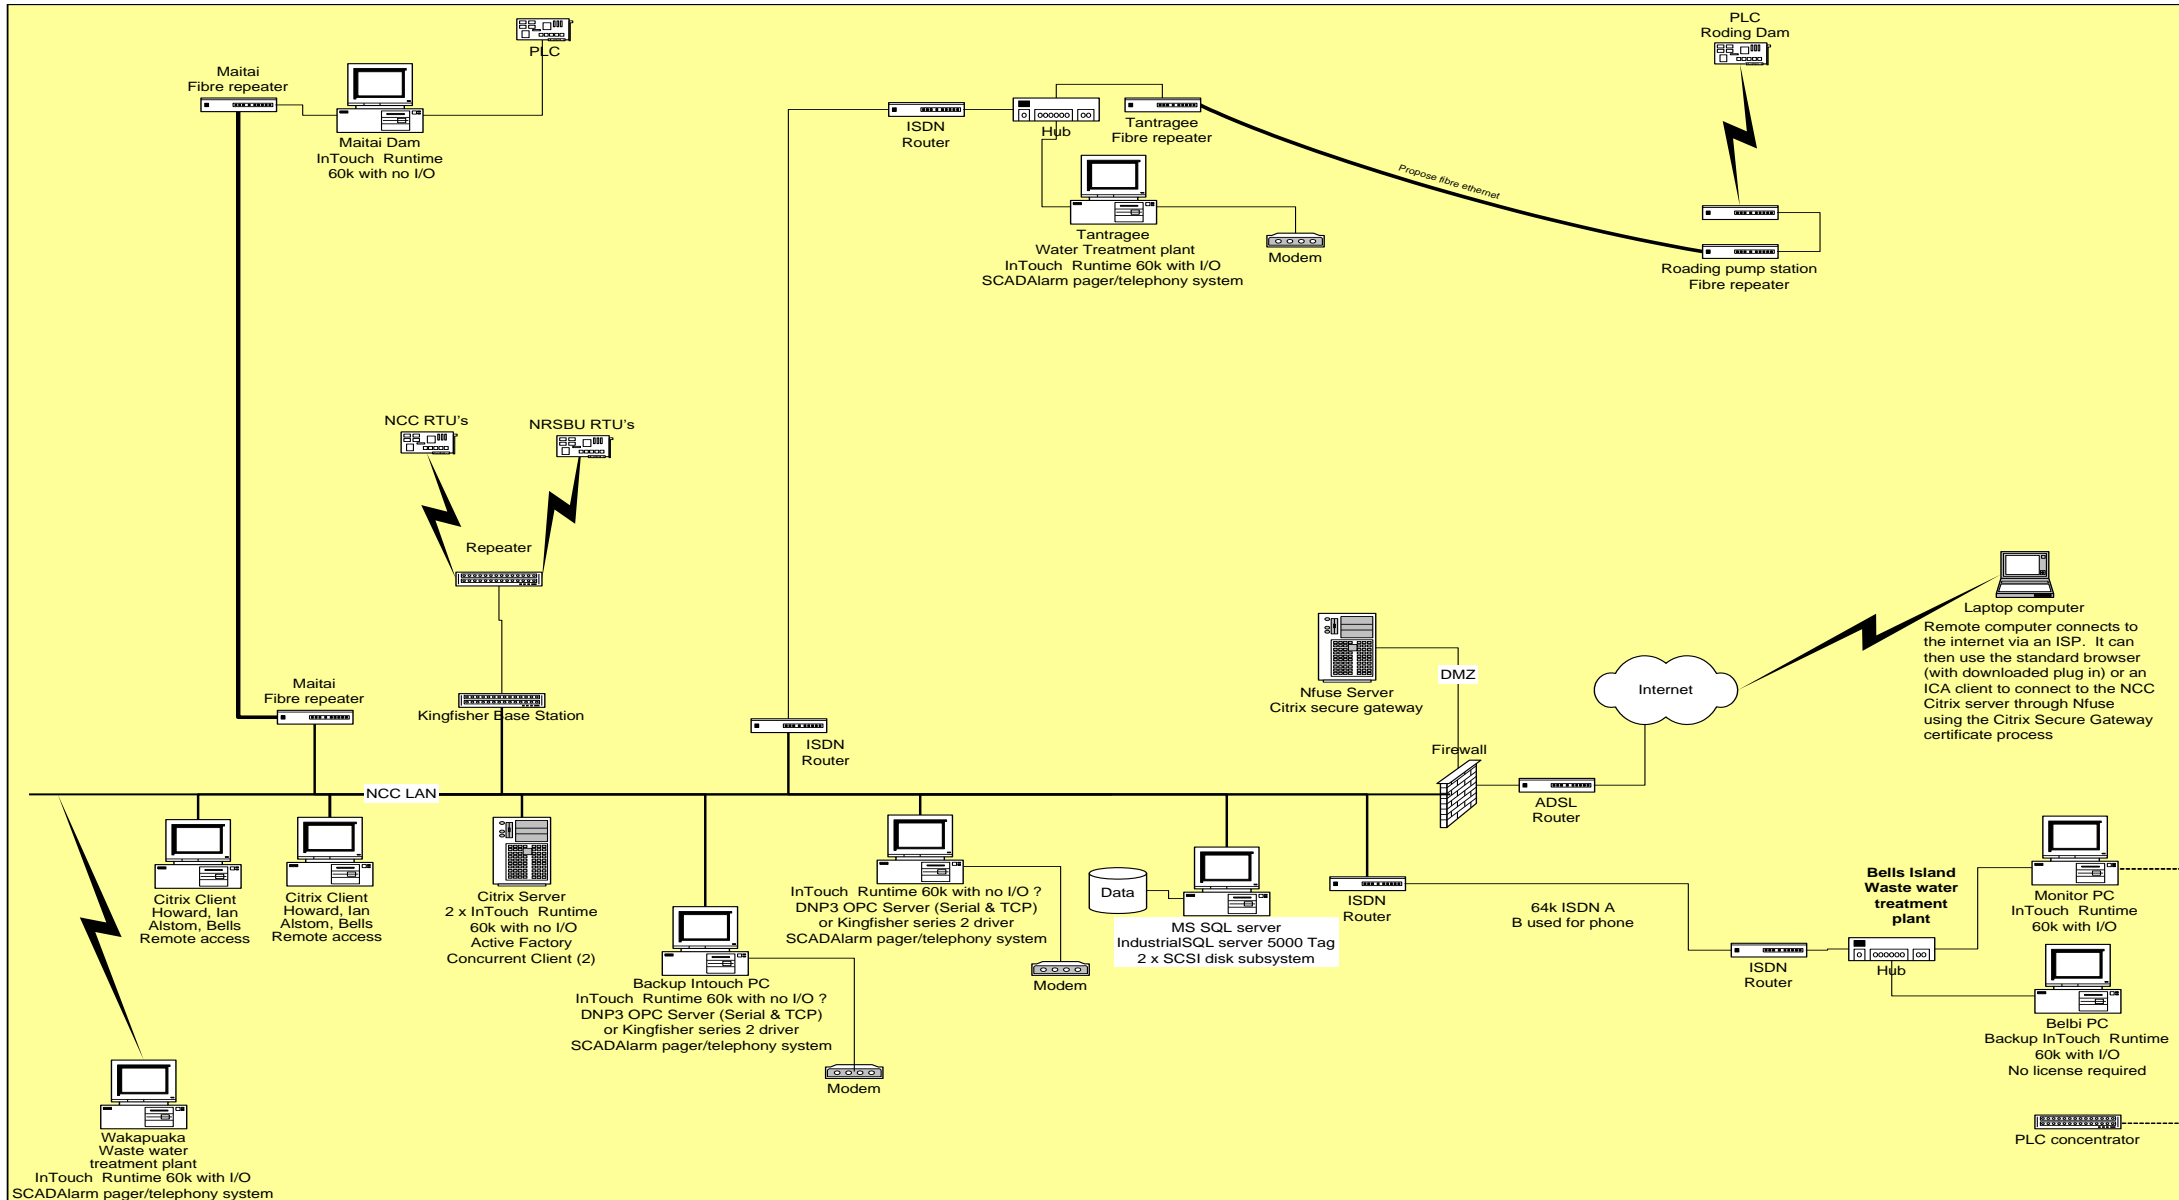 PLC
PLC
Roding Dam
Maitai
Fibre repeater
Maitai Dam
InTouch  Runtime
60k with no I/O
ISDN
Router
Hub
Tantragee
Fibre repeater
Propose fibre ethernet
Tantragee
Water Treatment plant
InTouch  Runtime 60k with I/O
SCADAlarm pager/telephony system
Modem
Roading pump station
Fibre repeater
NCC RTU's
NRSBU RTU's
Repeater
Kingfisher Base Station
Maitai
Fibre repeater
ISDN
Router
Nfuse Server
Citrix secure gateway
DMZ
Firewall
Internet
ADSL
Router
Laptop computer
Remote computer connects to
the internet via an ISP.  It can
then use the standard browser
(with downloaded plug in) or an
ICA client to connect to the NCC
Citrix server through Nfuse
using the Citrix Secure Gateway
certificate process
NCC LAN
Citrix Client
Howard, Ian
Alstom, Bells
Remote access
Citrix Client
Howard, Ian
Alstom, Bells
Remote access
Citrix Server
2 x InTouch  Runtime
60k with no I/O
Active Factory
Concurrent Client (2)
Backup Intouch PC
InTouch  Runtime 60k with no I/O ?
DNP3 OPC Server (Serial & TCP)
or Kingfisher series 2 driver
SCADAlarm pager/telephony system
Modem
InTouch  Runtime 60k with no I/O ?
DNP3 OPC Server (Serial & TCP)
or Kingfisher series 2 driver
SCADAlarm pager/telephony system
Modem
Data
MS SQL server
IndustrialSQL server 5000 Tag
2 x SCSI disk subsystem
ISDN
Router
64k ISDN A
B used for phone
ISDN
Router
Bells Island
Waste water
treatment
plant
Hub
Monitor PC
InTouch  Runtime
60k with I/O
Belbi PC
Backup InTouch  Runtime
60k with I/O
No license required
PLC concentrator
Wakapuaka
Waste water
treatment plant
InTouch  Runtime 60k with I/O
SCADAlarm pager/telephony system